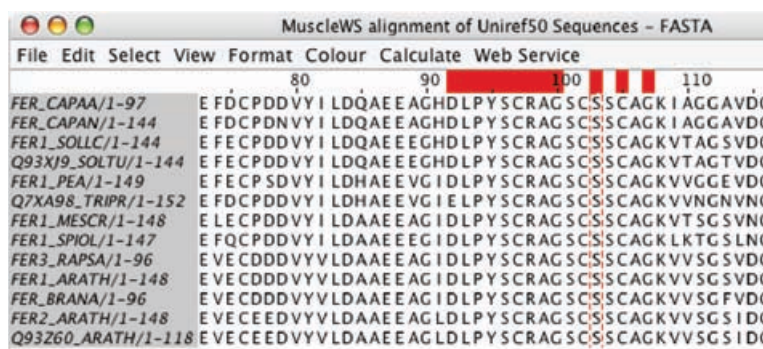 MuscleWS alignment of Uniref50 Sequences – FASTA
File Edit Select View Format Colour Calculate Web Service
80 90 100 110
FER_CAPAA/1-97 EFDCPDDVYILDQAEEAGHDLPYSCRAGSCSSCAGKIAGGAVD
FER_CAPAN/1-144 EFDCPDNVYILDQAEEAGHDLPYSCRAGSCSSCAGKIAGGAVD
FER1_SOLLC/1-144 EFDCPDDVYILDQAEEEGHDLPYSCRAGSCSSCAGKVTAGSVD
Q93XJ9_SOLTU/1-144 EFECPDDVYILDQAEEEGHDLPYSCRAGSCSSCAGKVTAGTVD
FER1_PEA/1-149 EFECPSDVYILDHAEEVGIDLPYSCRAGSCSSCAGKVVGGEVD
Q7XA98_TRIPR/1-152 EFDCPDDVYILDHAEEVGIELPYSCRAGSCSSCAGKVVNGNVN
FER1_MESCR/1-148 ELECPDDVYILDAAEEAGIDLPYSCRAGSCSSCAGKVTSGSVN
FER1_SPIOL/1-147 EFQCPDDVYILDAAEEEGIDLPYSCRAGSCSSCAGKLKTGSLN
FER3_RAPSA/1-96 EVECDDDVYVLDAAEEAGIDLPYSCRAGSCSSCAGKVVSGSVD
FER1_ARATH/1-148 EVECDDDVYVLDAAEEAGIDLPYSCRAGSCSSCAGKVVSGSVD
FER_BRANA/1-96 EVECDDDVYVLDAAEEAGIDLPYSCRAGSCSSCAGKVVSGFVD
FER2_ARATH/1-148 EVECEEDVYVLDAAEEAGLDLPYSCRAGSCSSCAGKVVSGSID
Q93Z60_ARATH/1-118 EVECEEDVYVLDAAEEAGLDLPYSCRAGSCSSCAGKVVSGSID